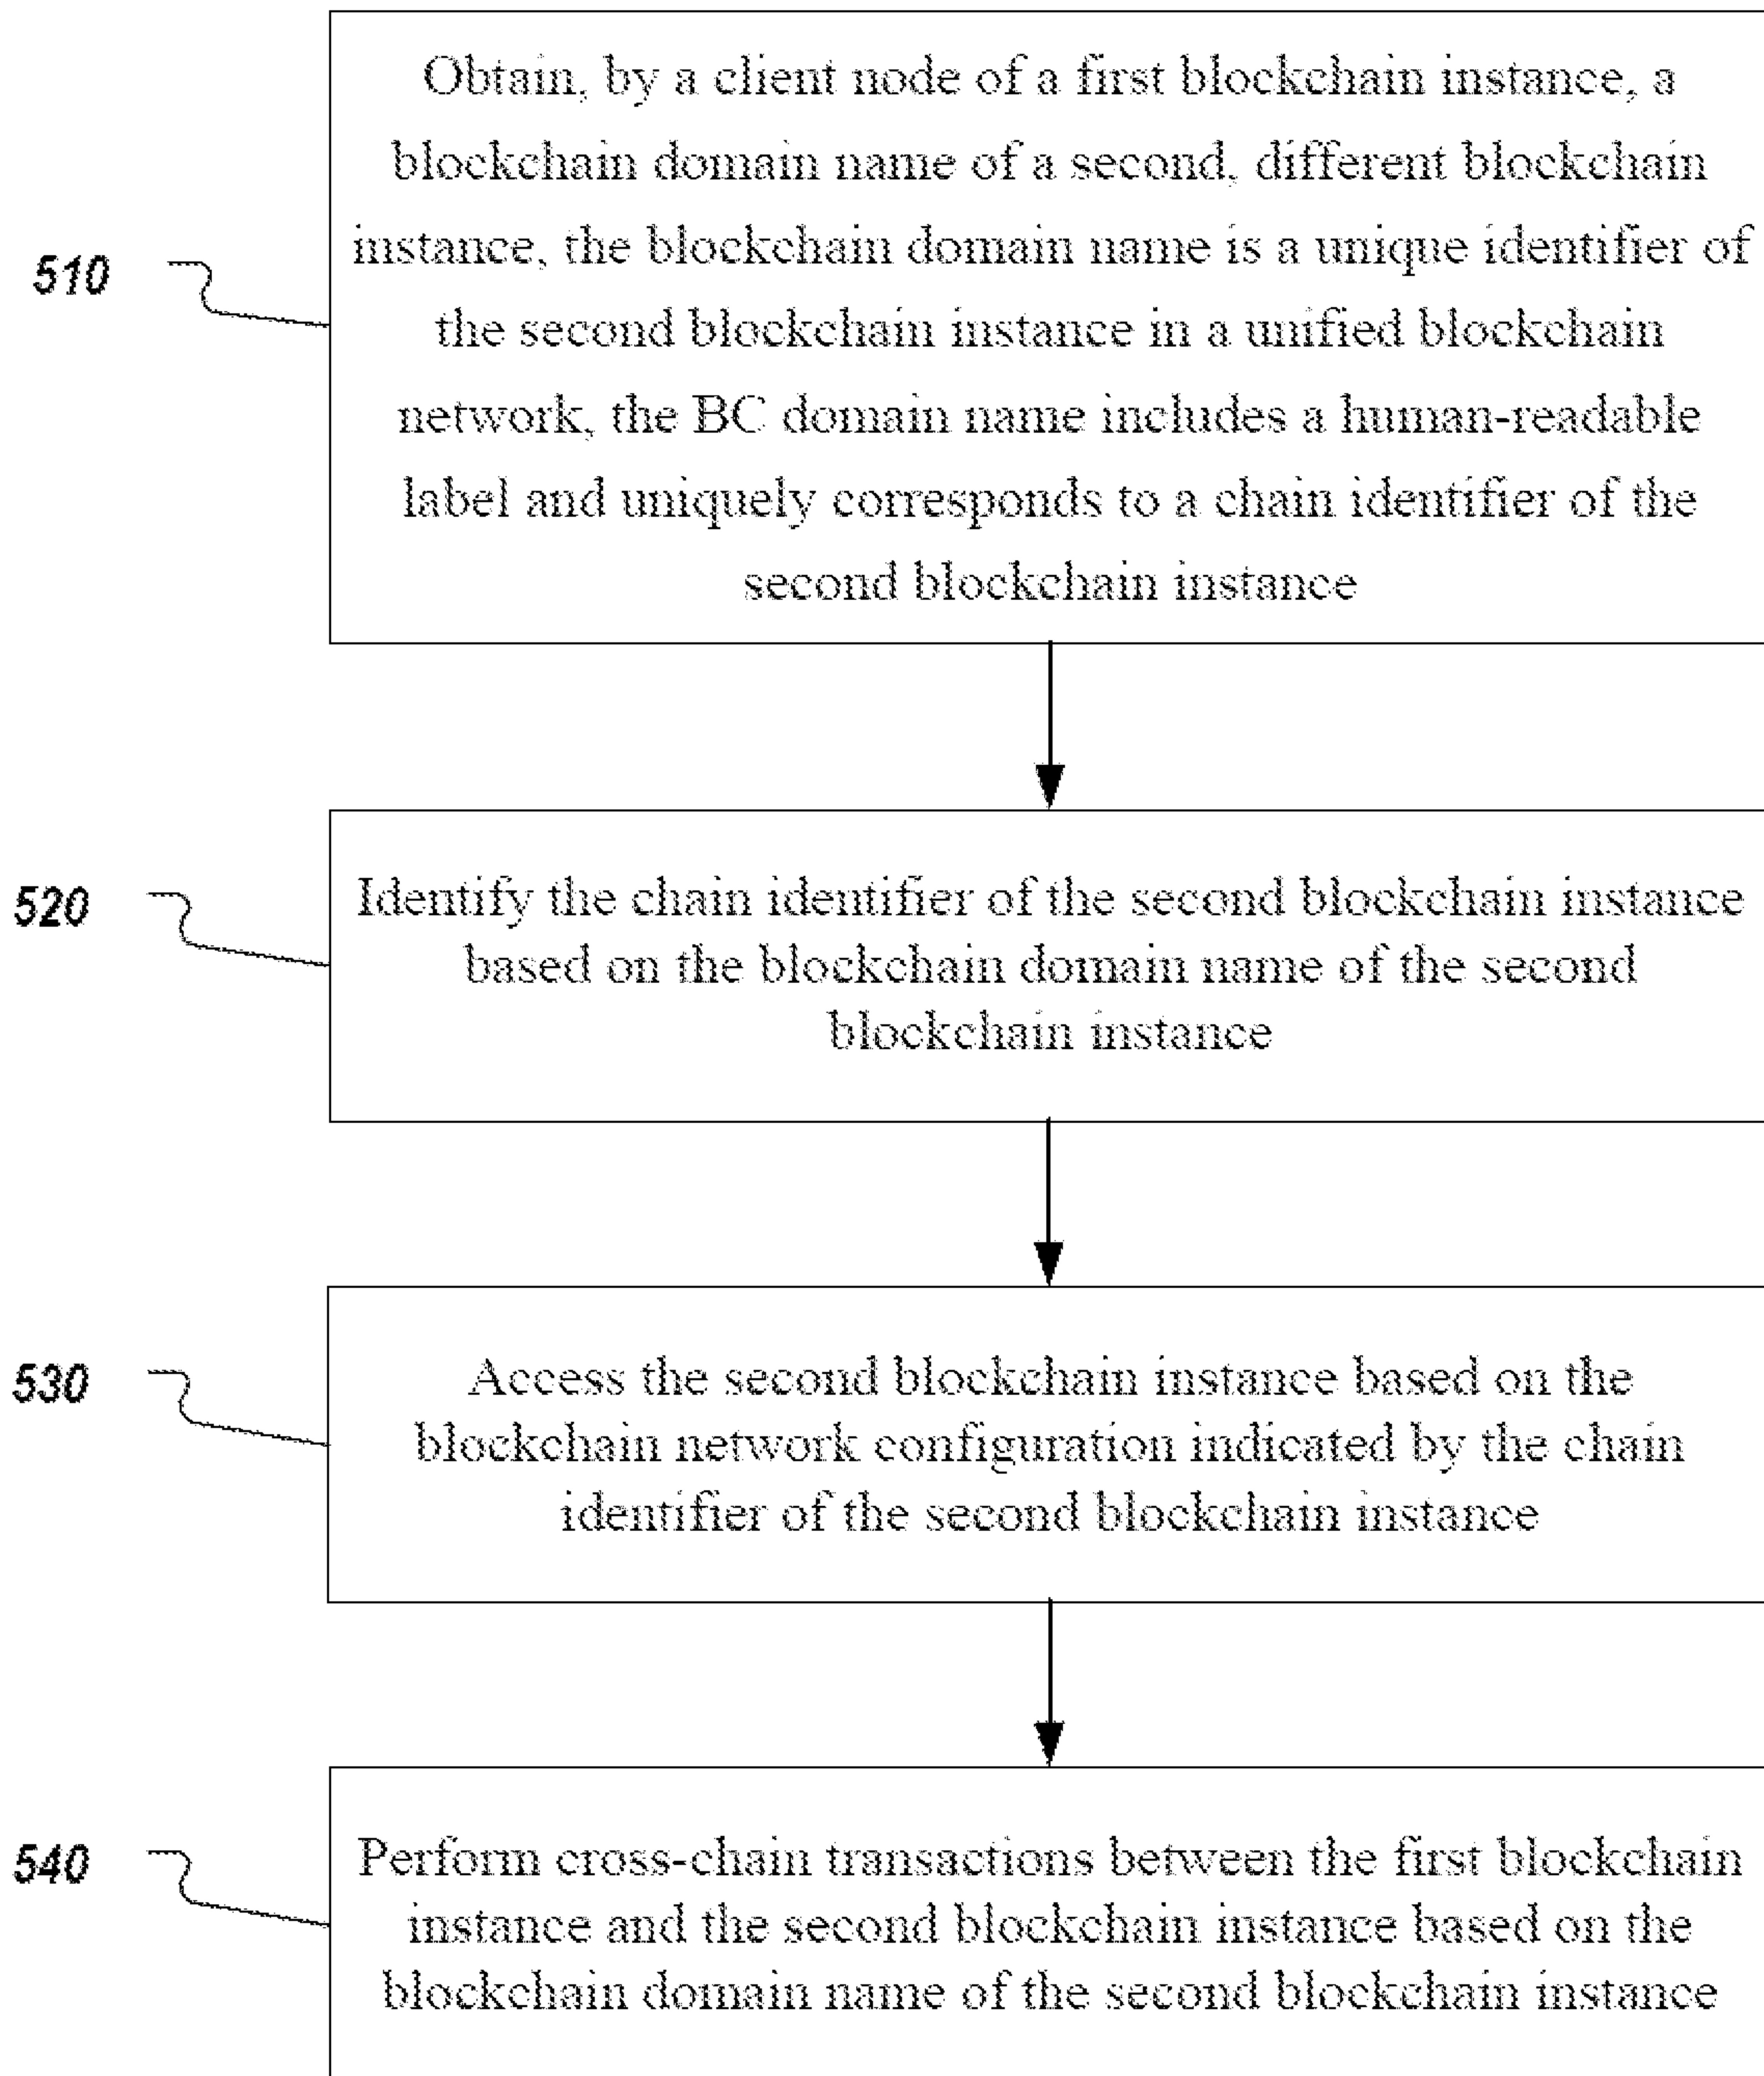 Obtain, by a client node of a first blockchain instance, a
blockchain domain name of a second, different blockchain
510
instance, the blockchain domain name is a unique identifier of
the second blockchain instance in a unified blockchain
network, the BC domain name includes a human-readable
label and uniquely corresponds to a chain identifier of the
second blockchain instance
520
Identify the chain identifier of the second blockchain instance
based on the blockchain domain name of the second
blockchain instance
530
Access the second blockchain instance based on the
blockchain network configuration indicated by the chain
identifier of the second blockchain instance
540
Perform cross-chain transactions between the first blockchain
instance and the second blockchain instance based on the
blockchain domain name of the second blockchain instance